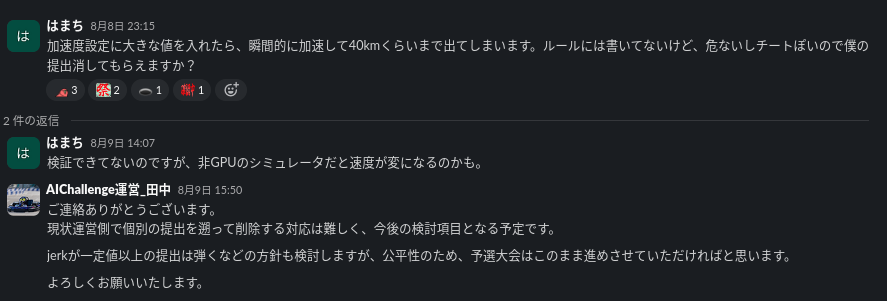 は
はまち 8月8日 23:15
加速度設定に大きな値を入れたら、瞬間的に加速して40kmくらいまで出てしまいます。ルールには書いてないけど、危ないしチートぽいので僕の
提出消してもらえますか？
3 祭 2 1 1
2 件の返信
は
はまち 8月9日 14:07
検証できてないのですが、非GPUのシミュレータだと速度が変になるのかも。
AIChallenge運営_田中 8月9日 15:50
ご連絡ありがとうございます。
現状運営側で個別の提出を遡って削除する対応は難しく、今後の検討項目となる予定です。
jerkが一定値以上の提出は弾くなどの方針も検討しますが、公平性のため、予選大会はこのまま進めさせていただければと思います。
よろしくお願いいたします。